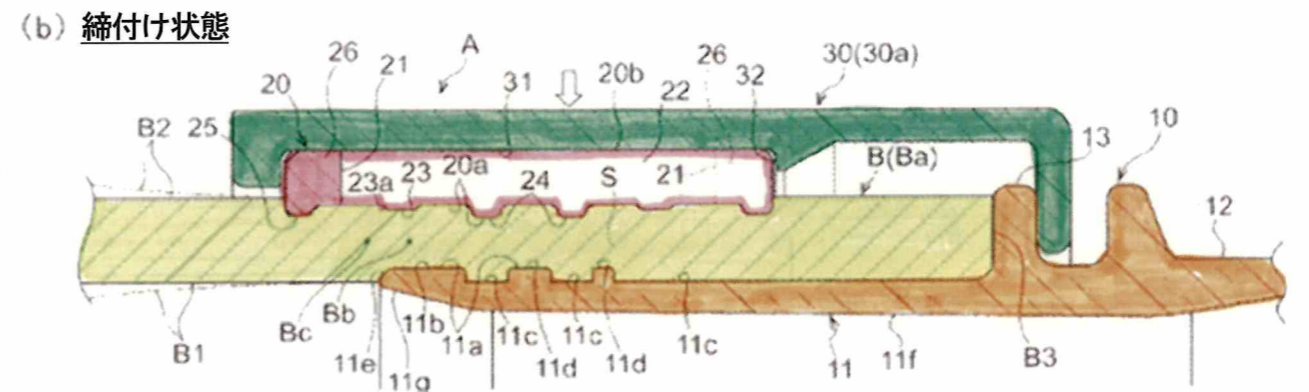 (b) 締付け状態
A
30(30a)
26 21 31 20b 26 32
20 22 10
B2 25 13
B(Ba)
23a 23 20a 24 S 21
12
Bc Bb 11b 11c 11c 11c B3
B1 11e 11a 11d 11d 11 11f
11g